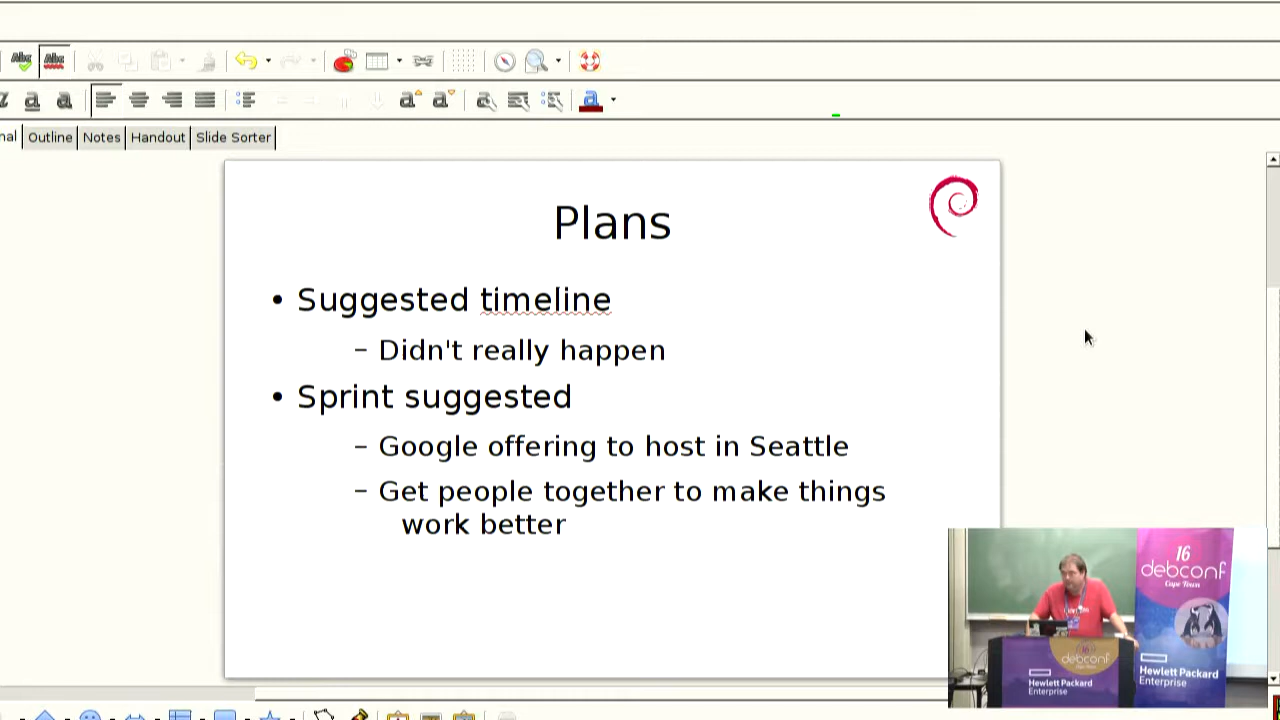 Outline
Notes
Handout
Slide Sorter
Plans
• Suggested timeline
– Didn't really happen
• Sprint suggested
– Google offering to host in Seattle
– Get people together to make things
work better
16
debconf
Cape Town
debconf
Hewlett Packard
Enterprise
Hewlett Packard
Enterprise